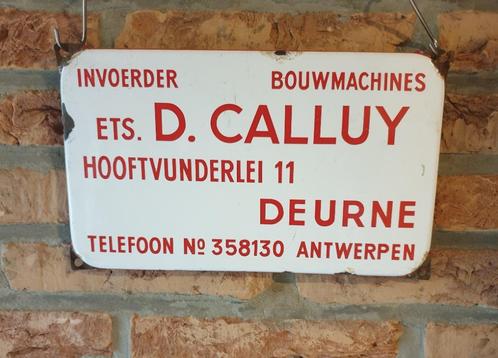 INVOERDER BOUWMACHINES
ETS. D. CALLUY
HOOFTVUNDERLEI 11
DEURNE
TELEFOON Nº 358130 ANTWERPEN